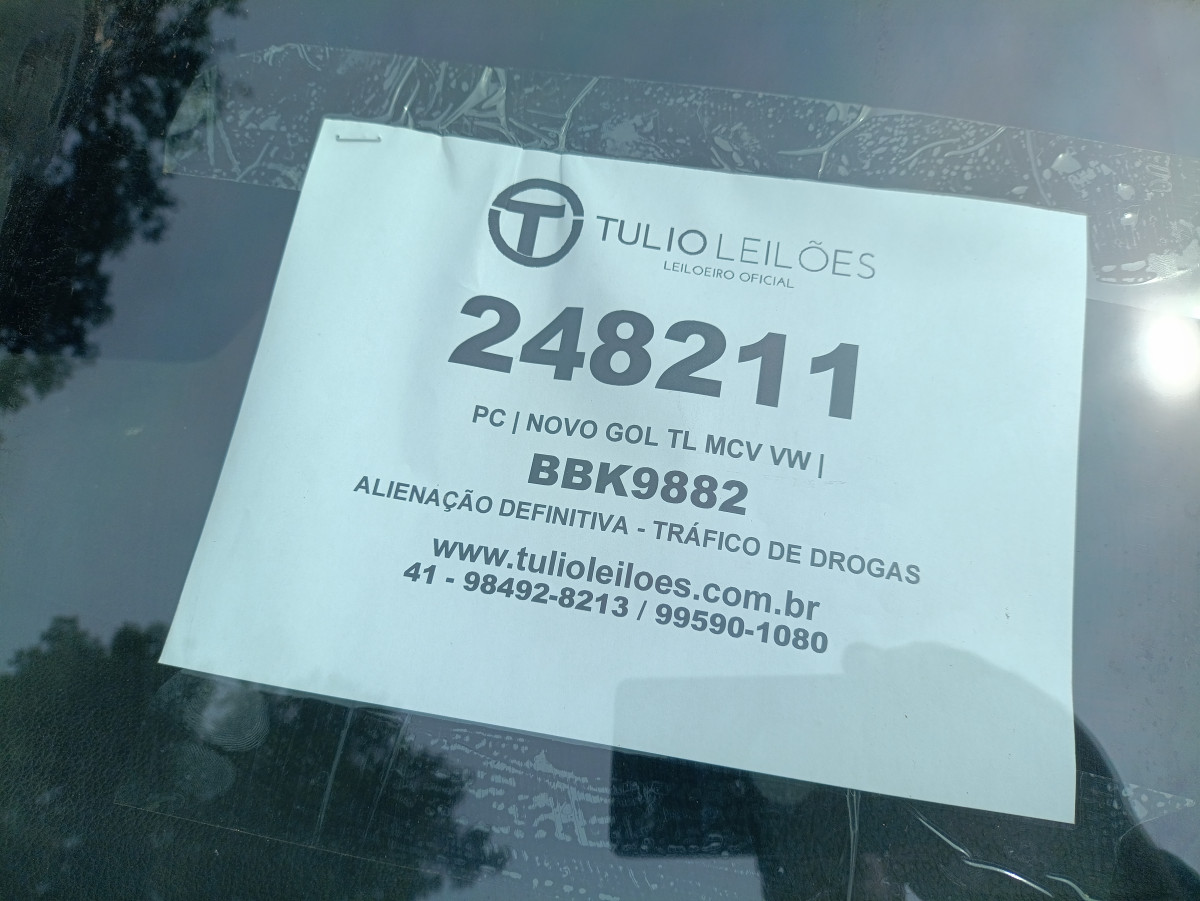 T
TULIO LEILÕES
LEILOEIRO OFICIAL
248211
PC | NOVO GOL TL MCV VW |
BBK9882
ALIENAÇÃO DEFINITIVA - TRÁFICO DE DROGAS
www.tulioleiloes.com.br
41 - 98492-8213 / 99590-1080